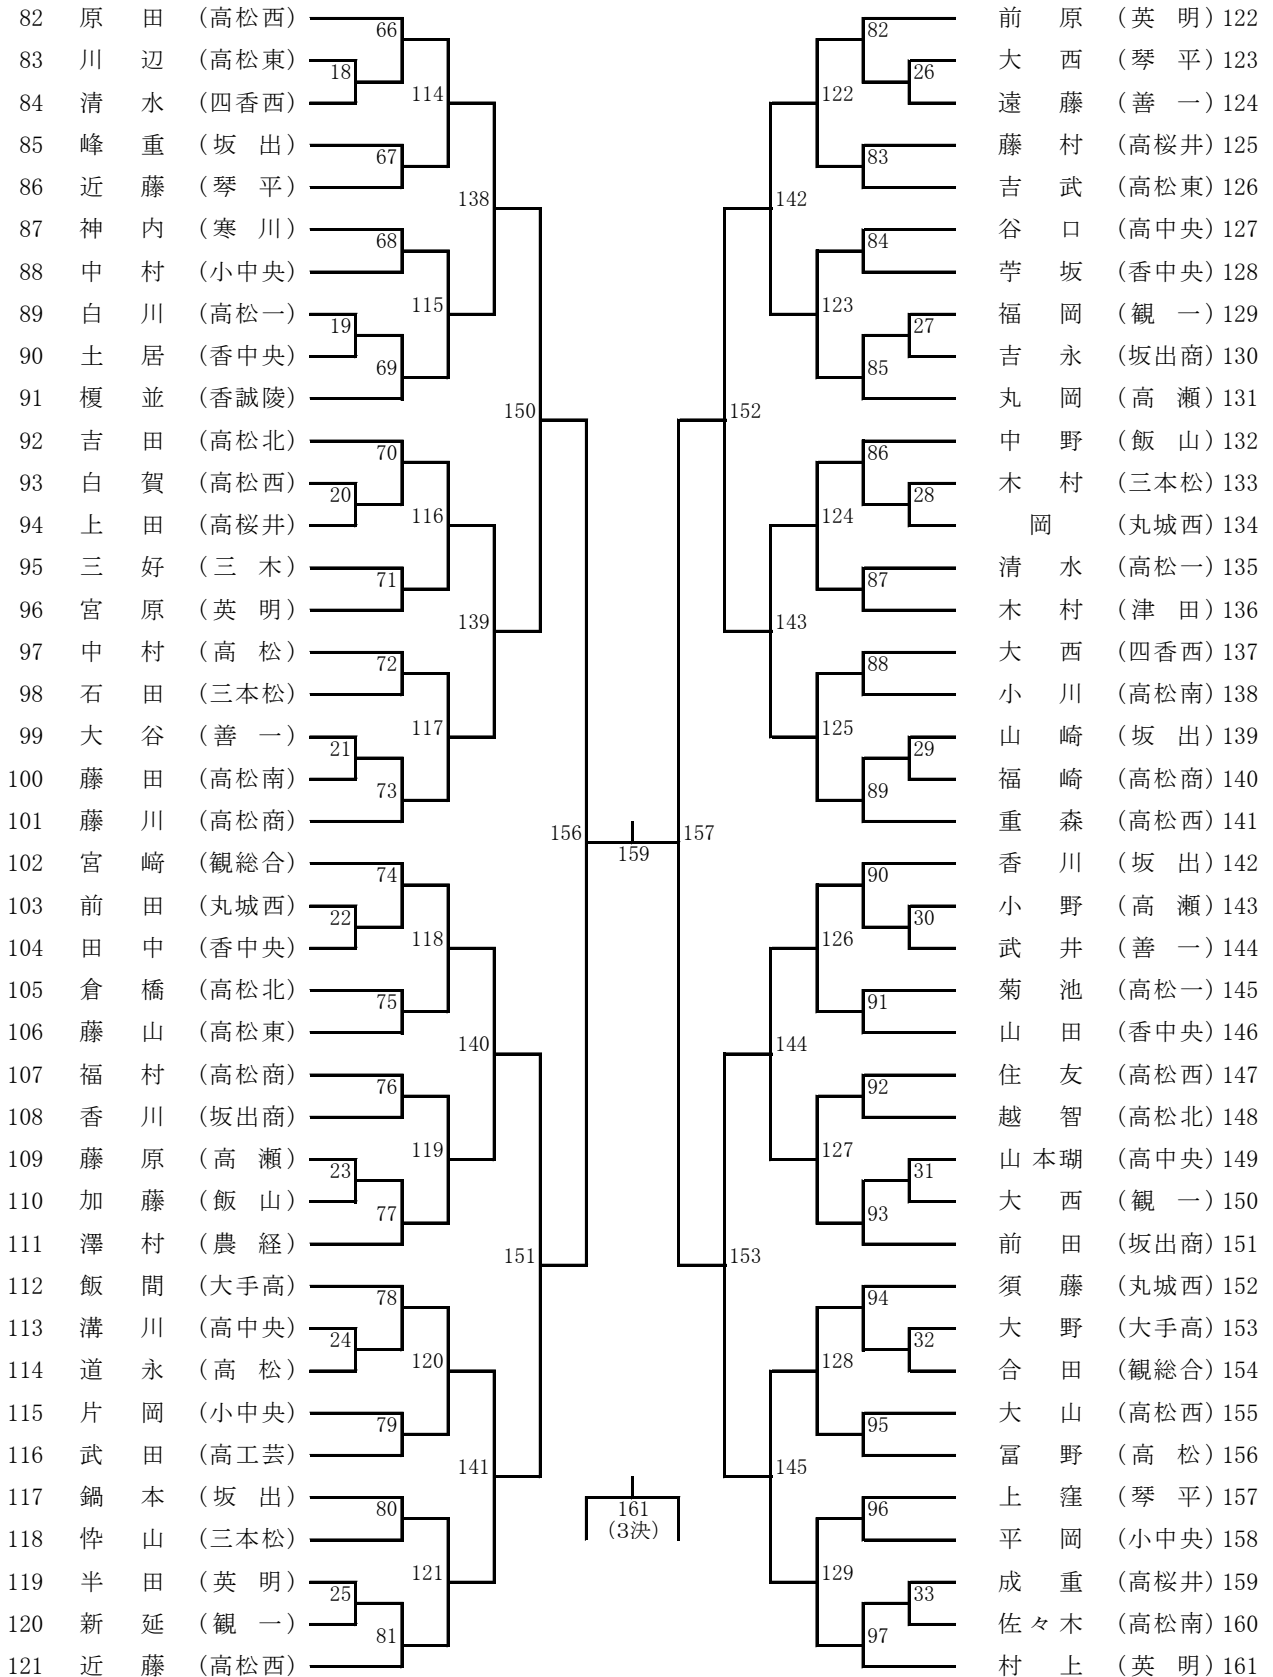 82 原 田 (高松西) 66 82 前 原 (英 明) 122
83 川 辺 (高松東) 18 26 大 西 (琴 平) 123
84 清 水 (四香西) 114 122 遠 藤 (善 一) 124
85 峰 重 (坂 出) 67 83 藤 村 (高桜井) 125
86 近 藤 (琴 平) 138 142 吉 武 (高松東) 126
87 神 内 (寒 川) 68 84 谷 口 (高中央) 127
88 中 村 (小中央) 苧 坂 (香中央) 128
89 白 川 (高松一) 19 115 123 27 福 岡 (観 一) 129
90 土 居 (香中央) 69 85 吉 永 (坂出商) 130
91 榎 並 (香誠陵) 150 152 丸 岡 (高 瀬) 131
92 吉 田 (高松北) 70 86 中 野 (飯 山) 132
93 白 賀 (高松西) 20 28 木 村 (三本松) 133
94 上 田 (高桜井) 116 124 岡 (丸城西) 134
95 三 好 (三 木) 71 87 清 水 (高松一) 135
96 宮 原 (英 明) 139 143 木 村 (津 田) 136
97 中 村 (高 松) 72 88 大 西 (四香西) 137
98 石 田 (三本松) 小 川 (高松南) 138
99 大 谷 (善 一) 21 117 125 29 山 崎 (坂 出) 139
100 藤 田 (高松南) 73 89 福 崎 (高松商) 140
101 藤 川 (高松商) 156 159 157 重 森 (高松西) 141
102 宮 﨑 (観総合) 74 90 香 川 (坂 出) 142
103 前 田 (丸城西) 22 30 小 野 (高 瀬) 143
104 田 中 (香中央) 118 126 武 井 (善 一) 144
105 倉 橋 (高松北) 75 91 菊 池 (高松一) 145
106 藤 山 (高松東) 140 144 山 田 (香中央) 146
107 福 村 (高松商) 76 92 住 友 (高松西) 147
108 香 川 (坂出商) 越 智 (高松北) 148
109 藤 原 (高 瀬) 23 119 127 31 山 本瑚 (高中央) 149
110 加 藤 (飯 山) 77 93 大 西 (観 一) 150
111 澤 村 (農 経) 151 153 前 田 (坂出商) 151
112 飯 間 (大手高) 78 94 須 藤 (丸城西) 152
113 溝 川 (高中央) 24 32 大 野 (大手高) 153
114 道 永 (高 松) 120 128 合 田 (観総合) 154
115 片 岡 (小中央) 79 95 大 山 (高松西) 155
116 武 田 (高工芸) 141 145 冨 野 (高 松) 156
117 鍋 本 (坂 出) 80 161 96 上 窪 (琴 平) 157
118 忰 山 (三本松) (3決) 平 岡 (小中央) 158
119 半 田 (英 明) 25 121 129 33 成 重 (高桜井) 159
120 新 延 (観 一) 81 97 佐 々 木 (高松南) 160
121 近 藤 (高松西) 村 上 (英 明) 161